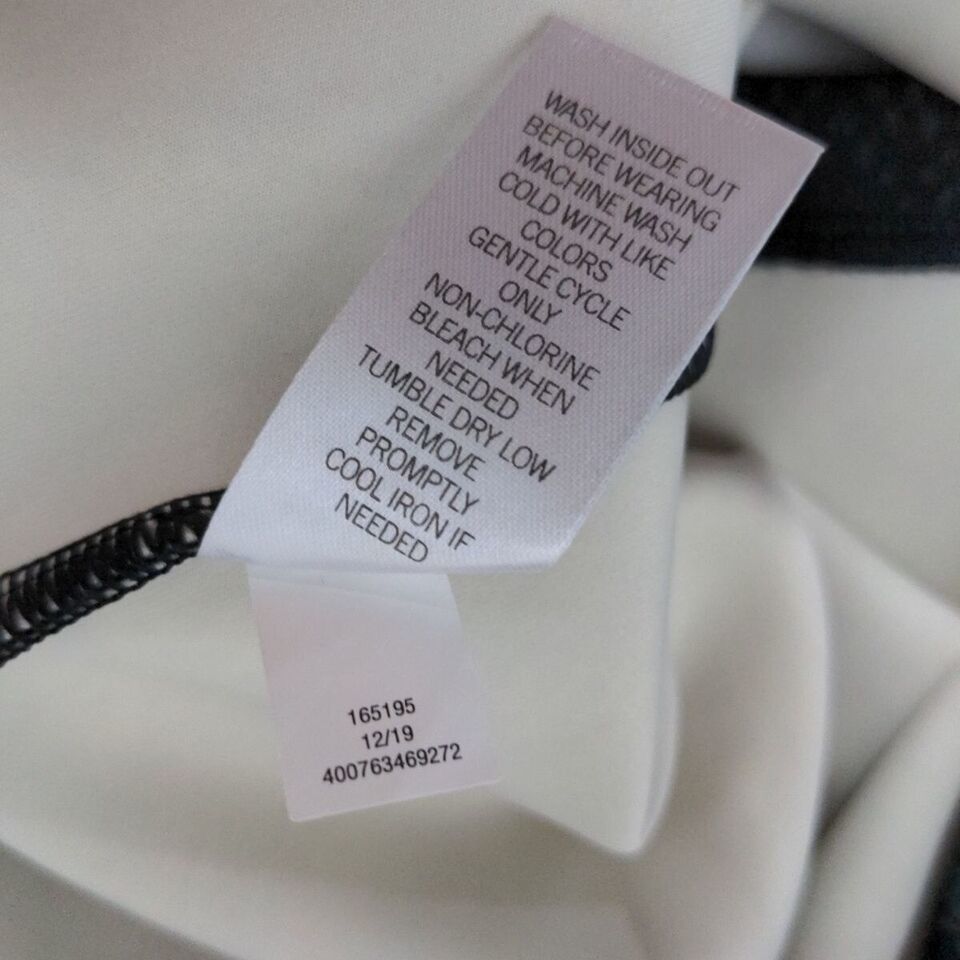 WASH INSIDE OUT
BEFORE WEARING
MACHINE WASH
COLD WITH LIKE
COLORS
GENTLE CYCLE
ONLY
NON-CHLORINE
BLEACH WHEN
NEEDED
TUMBLE DRY LOW
REMOVE
PROMPTLY
COOL IRON IF
NEEDED
165195
12/19
400763469272